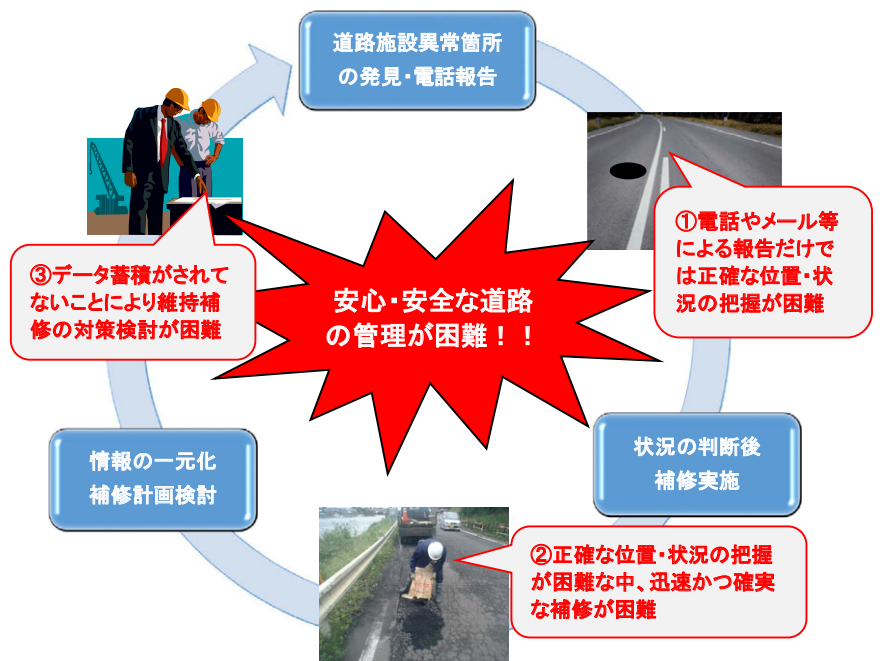 道路施設異常箇所
の発見・電話報告
①電話やメール等
による報告だけで
は正確な位置・状
況の把握が困難
③データ蓄積がされて
ないことにより維持補
修の対策検討が困難
安心・安全な道路
の管理が困難！！
状況の判断後
補修実施
情報の一元化
補修計画検討
②正確な位置・状況の把握
が困難な中、迅速かつ確実
な補修が困難